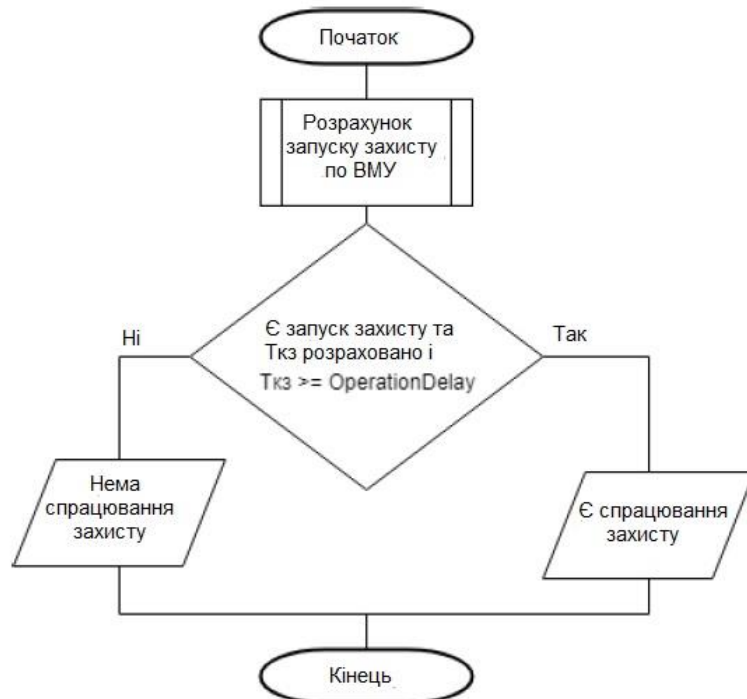 Початок
Розрахунок
запуску захисту
по ВМУ
Є запуск захисту та
Ткз розраховано і
Ткз >= OperationDelay
Ні
Так
Нема
спрацювання
захисту
Є спрацювання
захисту
Кінець